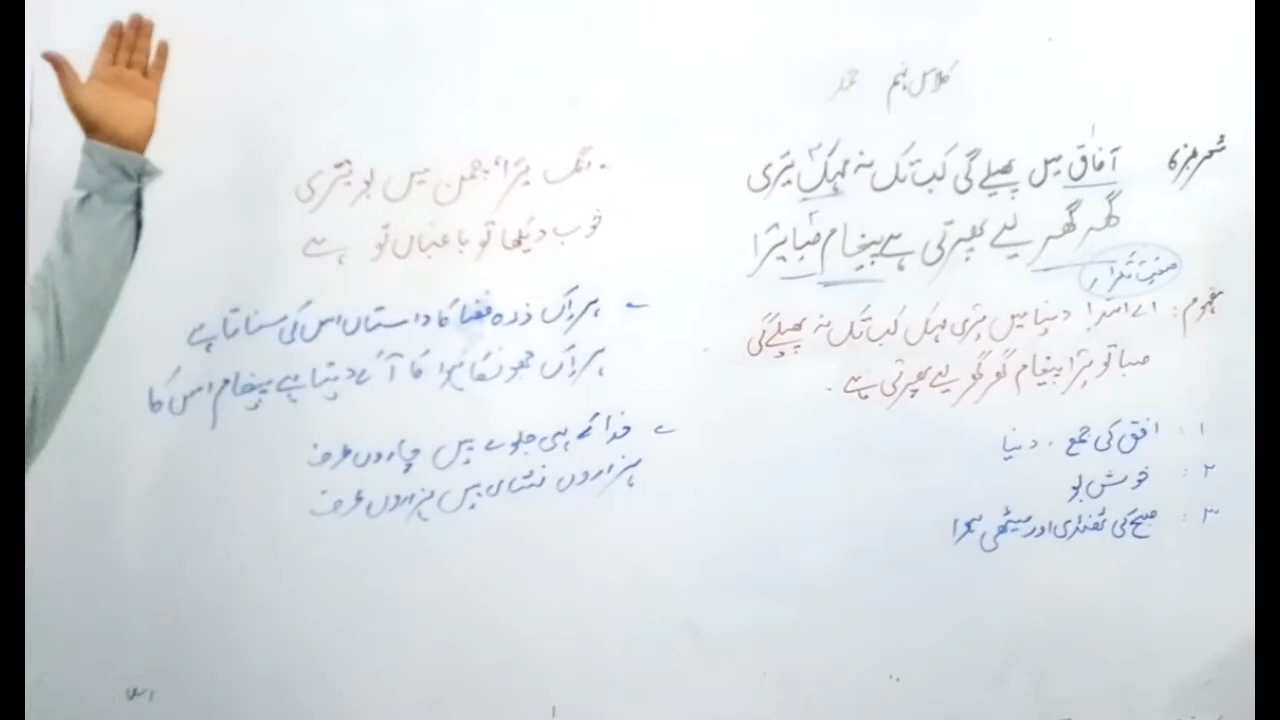 کلاس نہم حمد
شعر نمبر ۶
آفاق میں پھیلے گی کب تک نہ مہک تیری
گھر گھر لیے پھرتی ہے پیغام صبا تیرا
صنعت تکرار
مفہوم: اے اللہ! دنیا میں تیری مہک کب تک نہ پھیلے گی
صبا تو تیرا پیغام گھر گھر لیے پھرتی ہے۔
۱: افق کی جمع، دنیا
۲: خوش بو
۳: صبح کی ٹھنڈی اور میٹھی ہوا
رنگ تیرا، چمن میں بو تیری
خوب دیکھا تو باغباں تو ہے
ہر اک ذرہ فضا کا داستاں اس کی سناتا ہے
ہر اک جھونکا ہوا کا آ کے دیتا ہے پیغام اس کا
خدا کے ہی جلوے ہیں چاروں طرف
ہزاروں نشاں ہیں ہزاروں طرف